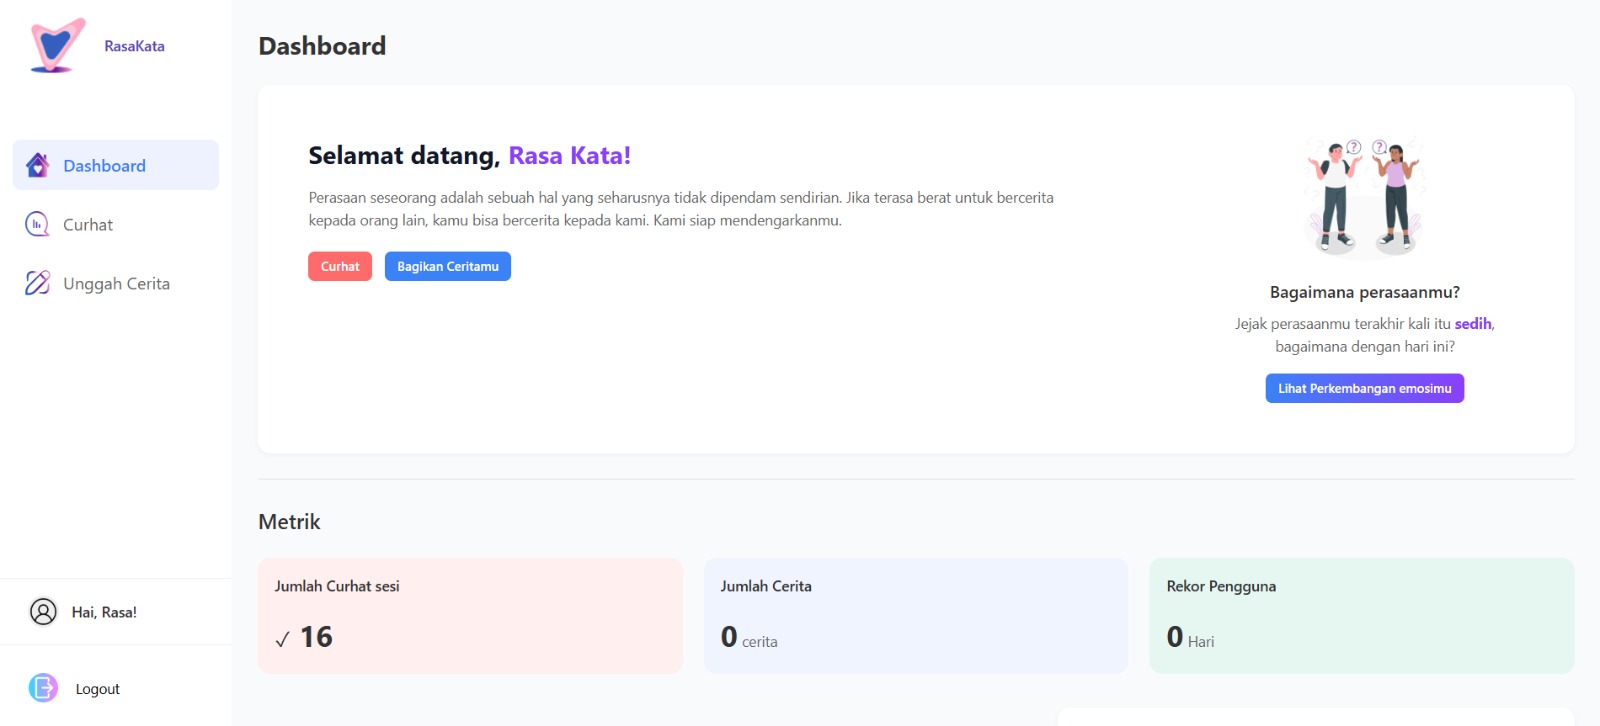 RasaKata
Dashboard
Curhat
Unggah Cerita
Hai, Rasa!
Logout
Dashboard
Selamat datang, Rasa Kata!
Perasaan seseorang adalah sebuah hal yang seharusnya tidak dipendam sendirian. Jika terasa berat untuk bercerita
kepada orang lain, kamu bisa bercerita kepada kami. Kami siap mendengarkanmu.
Curhat
Bagikan Ceritamu
? ?
Bagaimana perasaanmu?
Jejak perasaanmu terakhir kali itu sedih,
bagaimana dengan hari ini?
Lihat Perkembangan emosimu
Metrik
Jumlah Curhat sesi
✓ 16
Jumlah Cerita
0 cerita
Rekor Pengguna
0 Hari